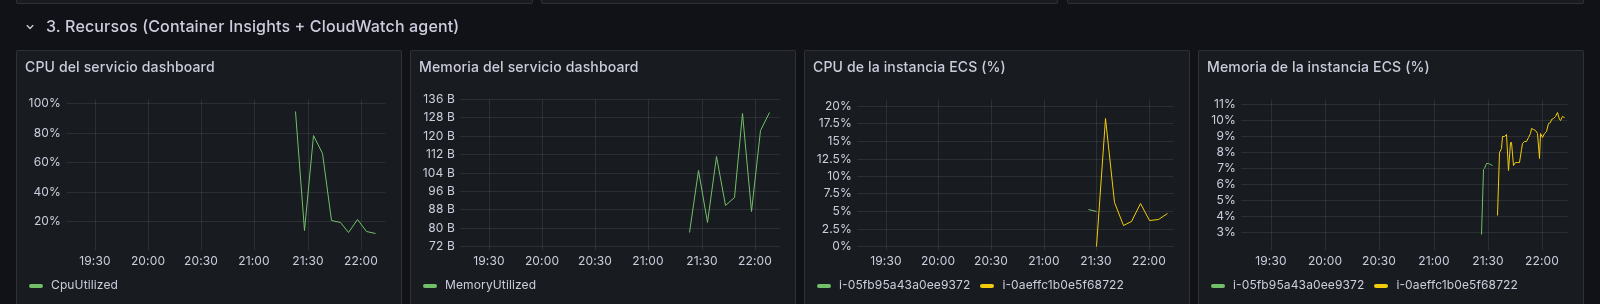 3. Recursos (Container Insights + CloudWatch agent)
CPU del servicio dashboard
100%
80%
60%
40%
20%
19:30 20:00 20:30 21:00 21:30 22:00
CpuUtilized
Memoria del servicio dashboard
136 B
128 B
120 B
112 B
104 B
96 B
88 B
80 B
72 B
19:30 20:00 20:30 21:00 21:30 22:00
MemoryUtilized
CPU de la instancia ECS (%)
20%
17.5%
15%
12.5%
10%
7.5%
5%
2.5%
0%
19:30 20:00 20:30 21:00 21:30 22:00
i-05fb95a43a0ee9372 i-0aeffc1b0e5f68722
Memoria de la instancia ECS (%)
11%
10%
9%
8%
7%
6%
5%
4%
3%
19:30 20:00 20:30 21:00 21:30 22:00
i-05fb95a43a0ee9372 i-0aeffc1b0e5f68722